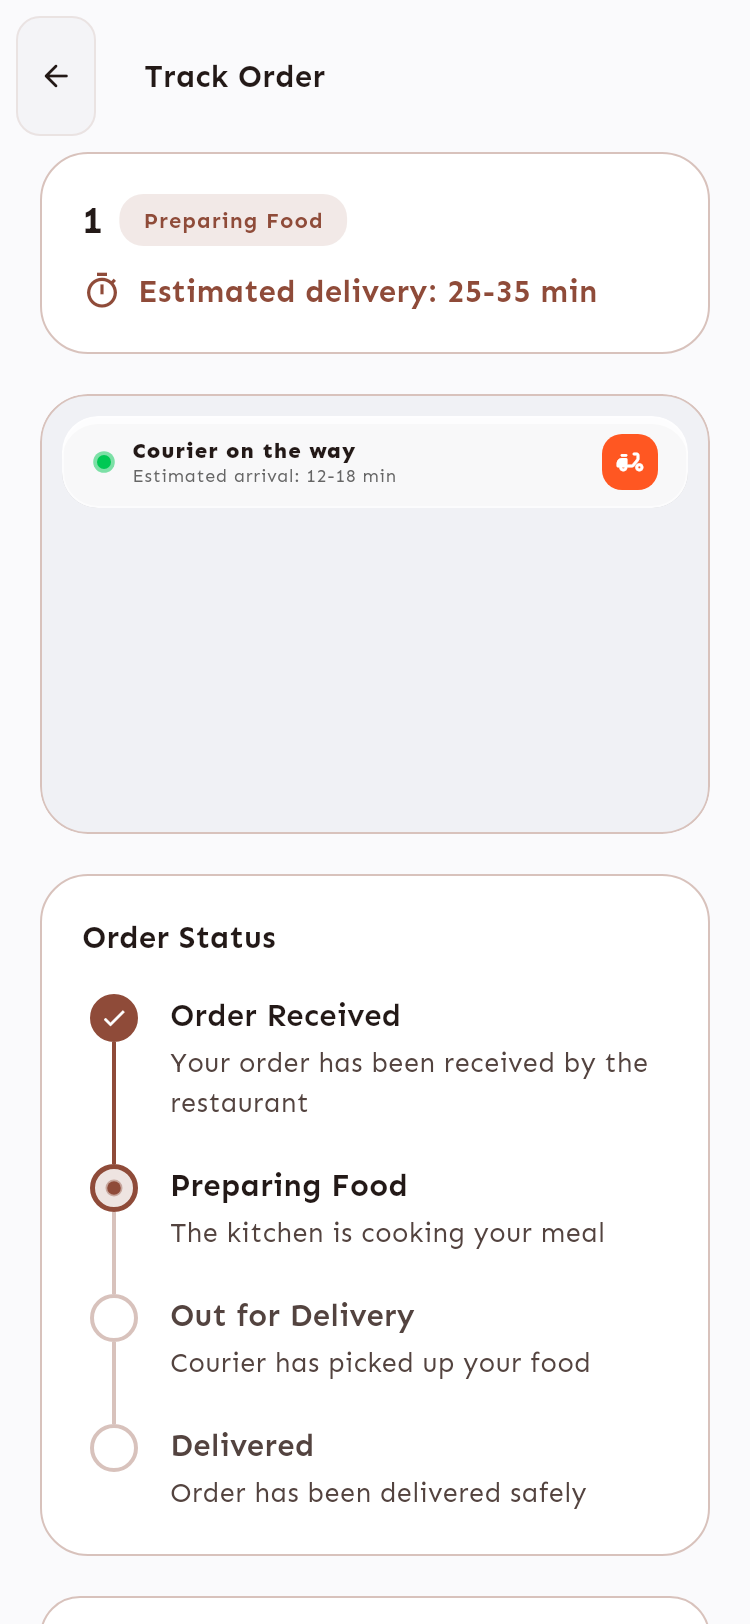 Track Order
1 Preparing Food
Estimated delivery: 25-35 min
Courier on the way
Estimated arrival: 12-18 min
Order Status
Order Received
Your order has been received by the
restaurant
Preparing Food
The kitchen is cooking your meal
Out for Delivery
Courier has picked up your food
Delivered
Order has been delivered safely